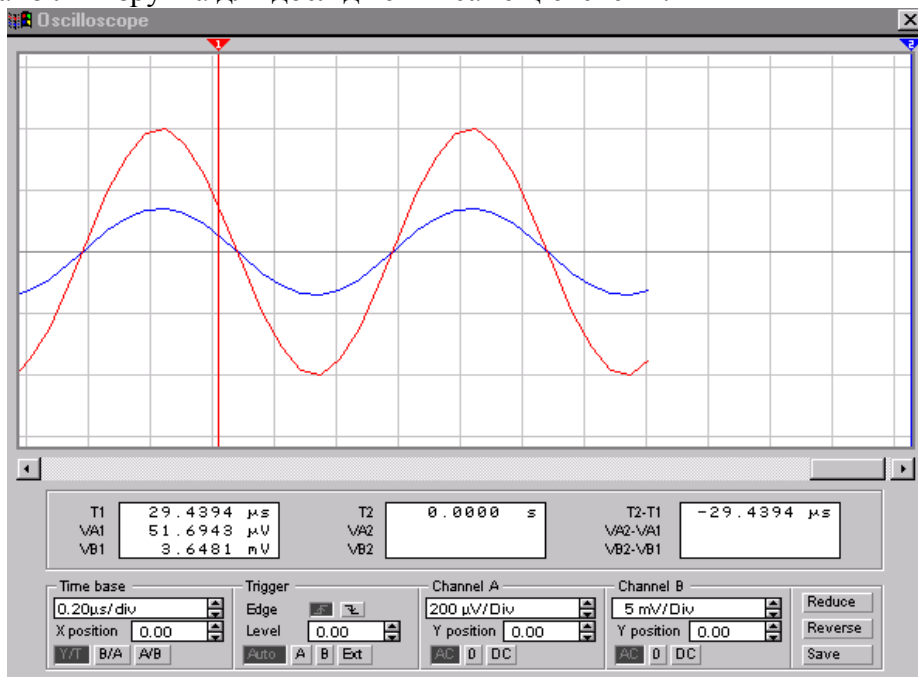 Oscilloscope
1
2
T1 29.4394 µs
VA1 51.6943 µV
VB1 3.6481 mV
T2 0.0000 s
VA2
VB2
T2-T1 -29.4394 µs
VA2-VA1
VB2-VB1
Time base
0.20µs/div
X position 0.00
Y/T B/A A/B
Trigger
Edge
Level 0.00
Auto A B Ext
Channel A
200 µV/Div
Y position 0.00
AC 0 DC
Channel B
5 mV/Div
Y position 0.00
AC 0 DC
Reduce
Reverse
Save